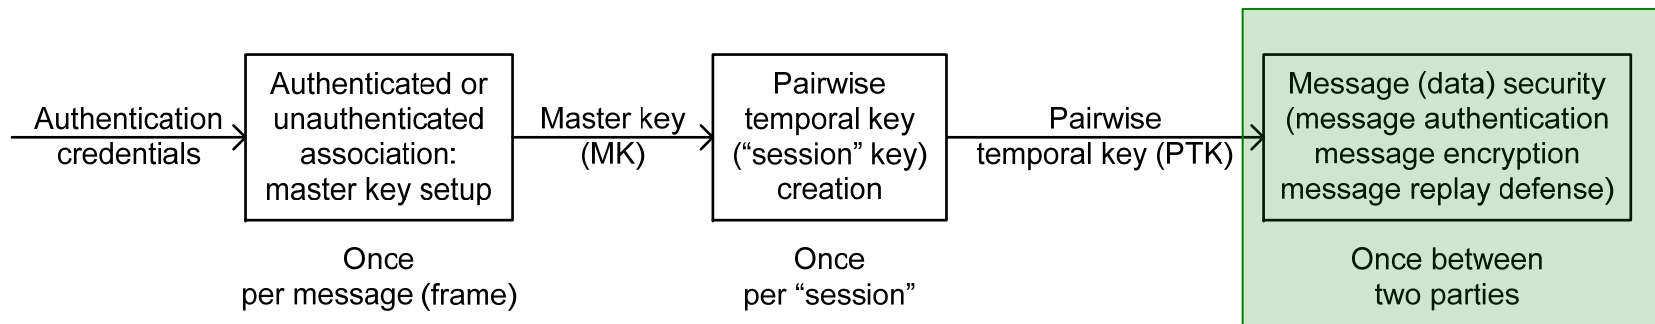 Authentication
credentials
Authenticated or
unauthenticated
association:
master key setup
Once
per message (frame)
Master key
(MK)
Pairwise
temporal key
(“session” key)
creation
Once
per “session”
Pairwise
temporal key (PTK)
Message (data) security
(message authentication
message encryption
message replay defense)
Once between
two parties